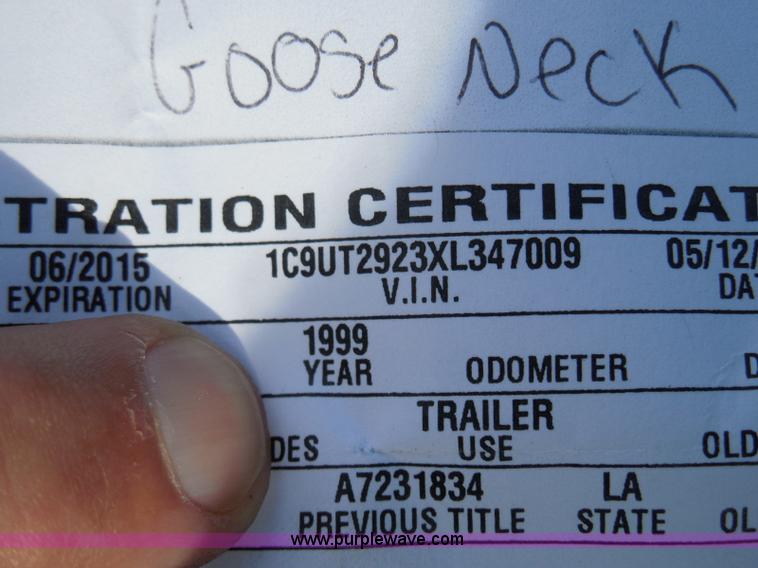 Goose Neck
TRATION CERTIFICAT
06/2015 1C9UT2923XL347009 05/12/
EXPIRATION V.I.N. DA
1999
YEAR ODOMETER D
TRAILER
DES USE OLD
A7231834 LA
PREVIOUS TITLE STATE OL
www.purplewave.com